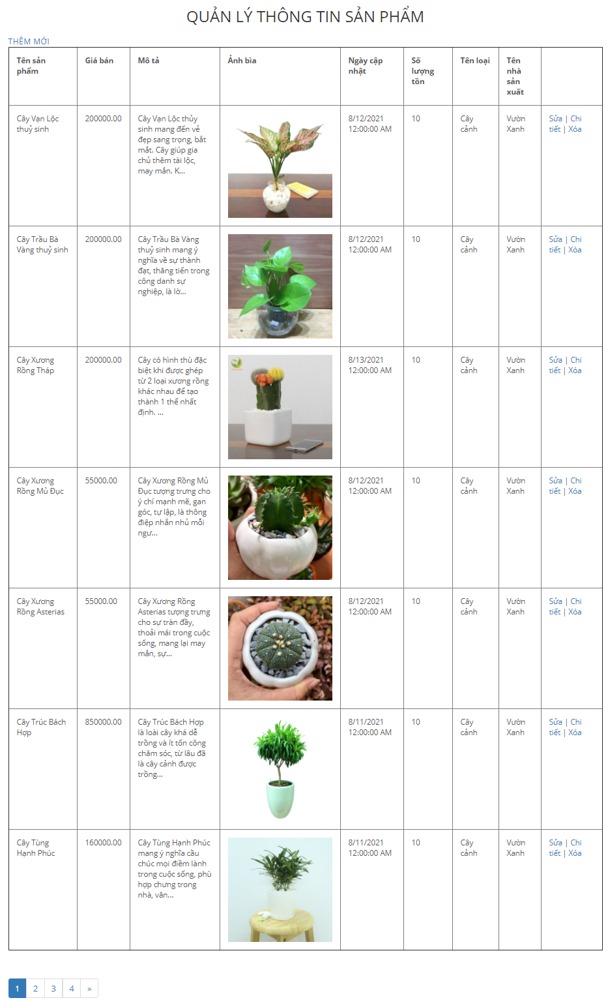 QUẢN LÝ THÔNG TIN SẢN PHẨM
THÊM MỚI
Tên sản
phẩm
Giá bán
Mô tả
Ảnh bìa
Ngày cập
nhật
Số
lượng
tồn
Tên loại
Tên
nhà
sản
xuất
Cây Vạn Lộc
thuỷ sinh
200000.00
Cây Vạn Lộc thủy
sinh mang đến vẻ
đẹp sang trọng, bắt
mắt. Cây giúp gia
chủ thêm tài lộc,
may mắn. K...
8/12/2021
12:00:00 AM
10
Cây
cảnh
Vườn
Xanh
Sửa | Chi
tiết | Xóa
Cây Trầu Bà
Vàng thuỷ sinh
200000.00
Cây Trầu Bà Vàng
thuỷ sinh mang ý
nghĩa về sự thành
đạt, thăng tiến trong
công danh sự
nghiệp, là lờ...
8/12/2021
12:00:00 AM
10
Cây
cảnh
Vườn
Xanh
Sửa | Chi
tiết | Xóa
Cây Xương
Rồng Tháp
200000.00
Cây có hình thù đặc
biệt khi được ghép
từ 2 loại xương rồng
khác nhau để tạo
thành 1 thể nhất
định. ...
8/13/2021
12:00:00 AM
10
Cây
cảnh
Vườn
Xanh
Sửa | Chi
tiết | Xóa
Cây Xương
Rồng Mủ Đục
55000.00
Cây Xương Rồng Mủ
Đục tượng trưng cho
ý chí mạnh mẽ, gan
góc, tự lập, là thông
điệp nhắn nhủ mỗi
ngư...
8/12/2021
12:00:00 AM
10
Cây
cảnh
Vườn
Xanh
Sửa | Chi
tiết | Xóa
Cây Xương
Rồng Asterias
55000.00
Cây Xương Rồng
Asterias tượng trưng
cho sự tràn đầy,
thoải mái trong cuộc
sống, mang lại may
mắn, sự...
8/12/2021
12:00:00 AM
10
Cây
cảnh
Vườn
Xanh
Sửa | Chi
tiết | Xóa
Cây Trúc Bách
Hợp
850000.00
Cây Trúc Bách Hợp
là loài cây khá dễ
trồng và ít tốn công
chăm sóc, từ lâu đã
là cây cảnh được
trồng...
8/11/2021
12:00:00 AM
10
Cây
cảnh
Vườn
Xanh
Sửa | Chi
tiết | Xóa
Cây Tùng
Hạnh Phúc
160000.00
Cây Tùng Hạnh Phúc
mang ý nghĩa cầu
chúc mọi điềm lành
trong cuộc sống, phù
hợp chưng trong
nhà, văn...
8/11/2021
12:00:00 AM
10
Cây
cảnh
Vườn
Xanh
Sửa | Chi
tiết | Xóa
1 2 3 4 »